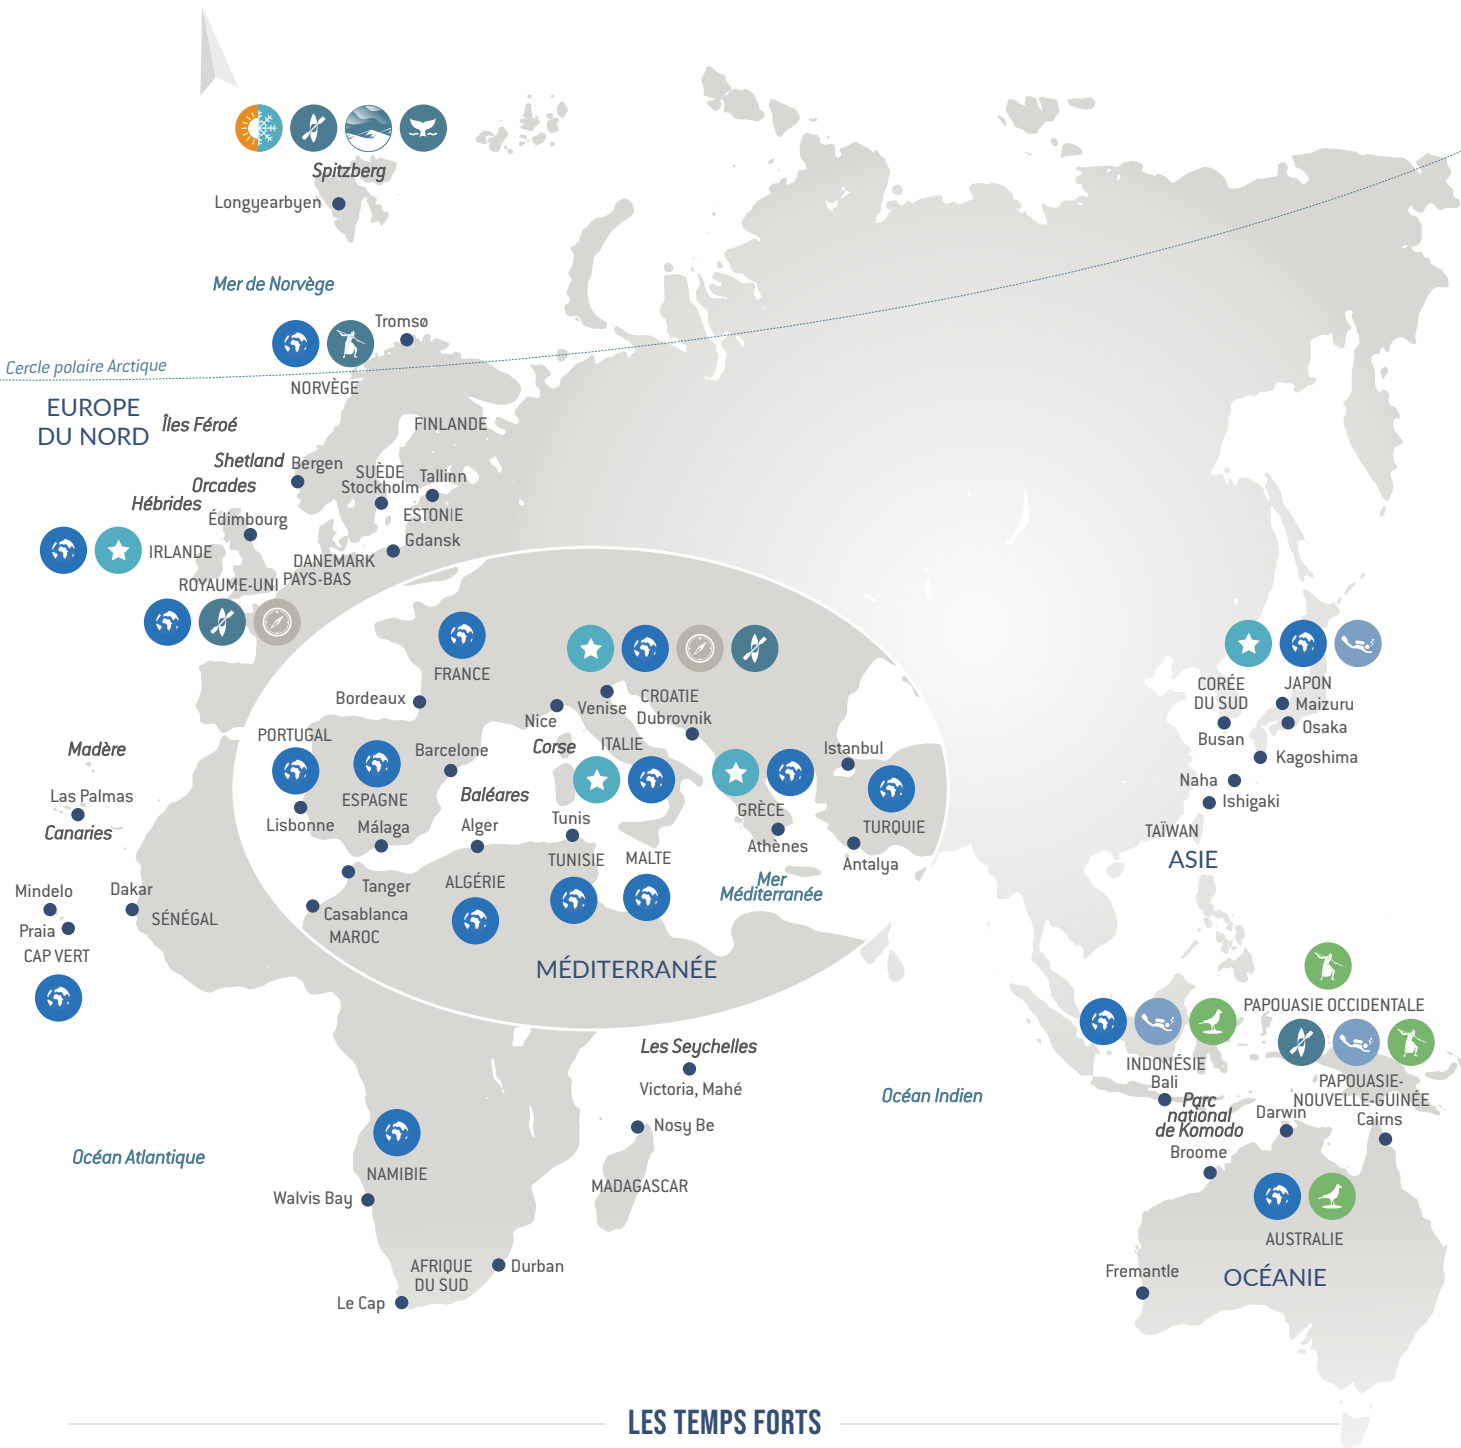 Spitzberg
Longyearbyen
Mer de Norvège
Tromsø
Cercle polaire Arctique
NORVÈGE
EUROPE
DU NORD
Îles Féroé
FINLANDE
Shetland
Bergen
SUÈDE
Stockholm
Tallinn
Orcades
Hébrides
Édimbourg
ESTONIE
Gdansk
IRLANDE
DANEMARK
ROYAUME-UNI
PAYS-BAS
FRANCE
Bordeaux
Nice
Venise
CROATIE
Dubrovnik
PORTUGAL
Barcelone
Corse
ITALIE
Istanbul
Madère
ESPAGNE
Baléares
Las Palmas
Canaries
Lisbonne
Málaga
Alger
Tunis
GRÈCE
Athènes
TURQUIE
Antalya
TUNISIE
MALTE
Mer
Méditerranée
Tanger
ALGÉRIE
Casablanca
MAROC
Mindelo
Dakar
Praia
SÉNÉGAL
CAP VERT
MÉDITERRANÉE
CORÉE
DU SUD
JAPON
Maizuru
Osaka
Busan
Kagoshima
Naha
Ishigaki
TAÏWAN
ASIE
PAPOUASIE OCCIDENTALE
Les Seychelles
Victoria, Mahé
Océan Indien
INDONÉSIE
Bali
PAPOUASIE-
NOUVELLE-GUINÉE
Parc
national
de Komodo
Darwin
Cairns
Broome
Nosy Be
MADAGASCAR
Océan Atlantique
NAMIBIE
Walvis Bay
AFRIQUE
DU SUD
Durban
Le Cap
AUSTRALIE
Fremantle
OCÉANIE
LES TEMPS FORTS